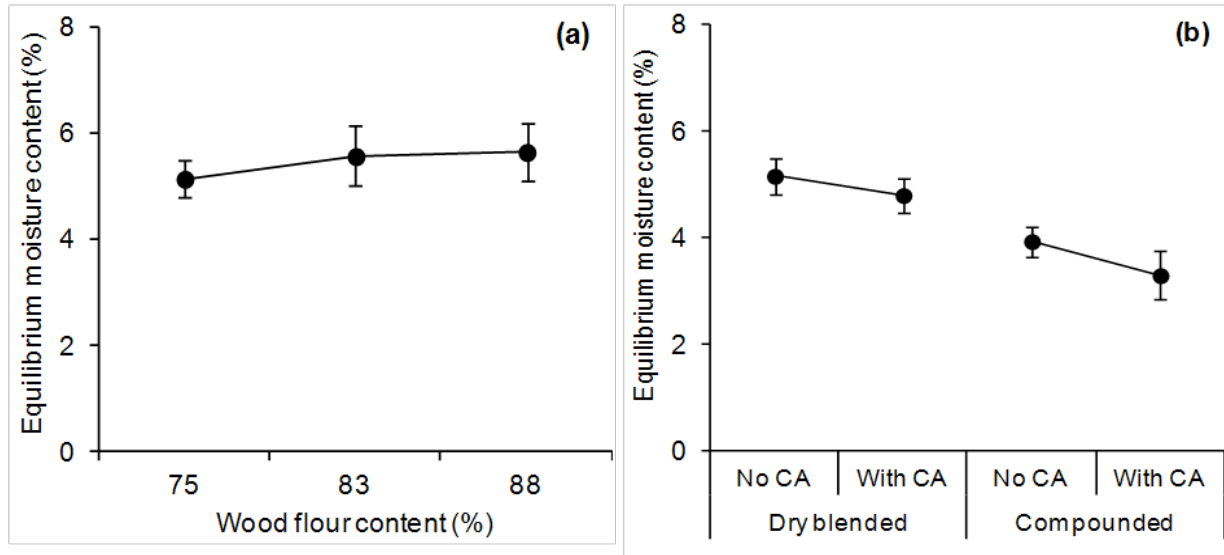 (a)
Equilibrium moisture content (%)
8
6
4
2
0
75 83 88
Wood flour content (%)
(b)
Equilibrium moisture content (%)
8
6
4
2
0
No CA With CA No CA With CA
Dry blended Compounded